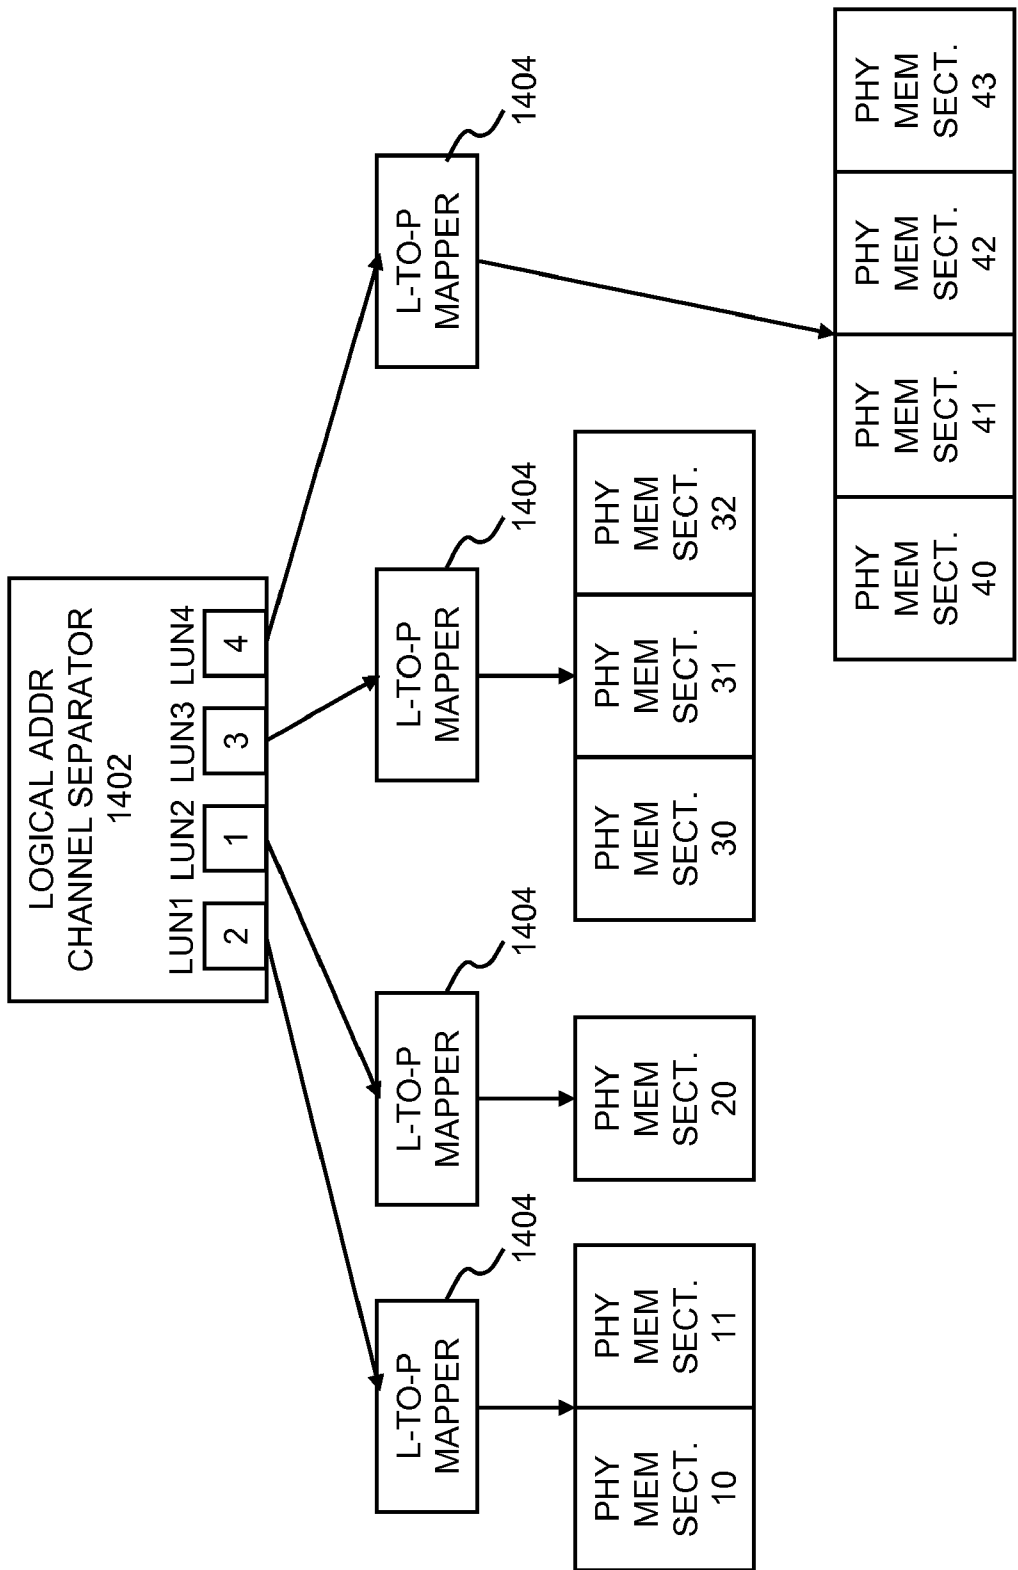 LOGICAL ADDR
CHANNEL SEPARATOR
1402
LUN1 LUN2 LUN3 LUN4
2 1 3 4
L-TO-P
MAPPER
1404
L-TO-P
MAPPER
1404
L-TO-P
MAPPER
1404
L-TO-P
MAPPER
1404
PHY
MEM
SECT.
10
PHY
MEM
SECT.
11
PHY
MEM
SECT.
20
PHY
MEM
SECT.
30
PHY
MEM
SECT.
31
PHY
MEM
SECT.
32
PHY
MEM
SECT.
40
PHY
MEM
SECT.
41
PHY
MEM
SECT.
42
PHY
MEM
SECT.
43